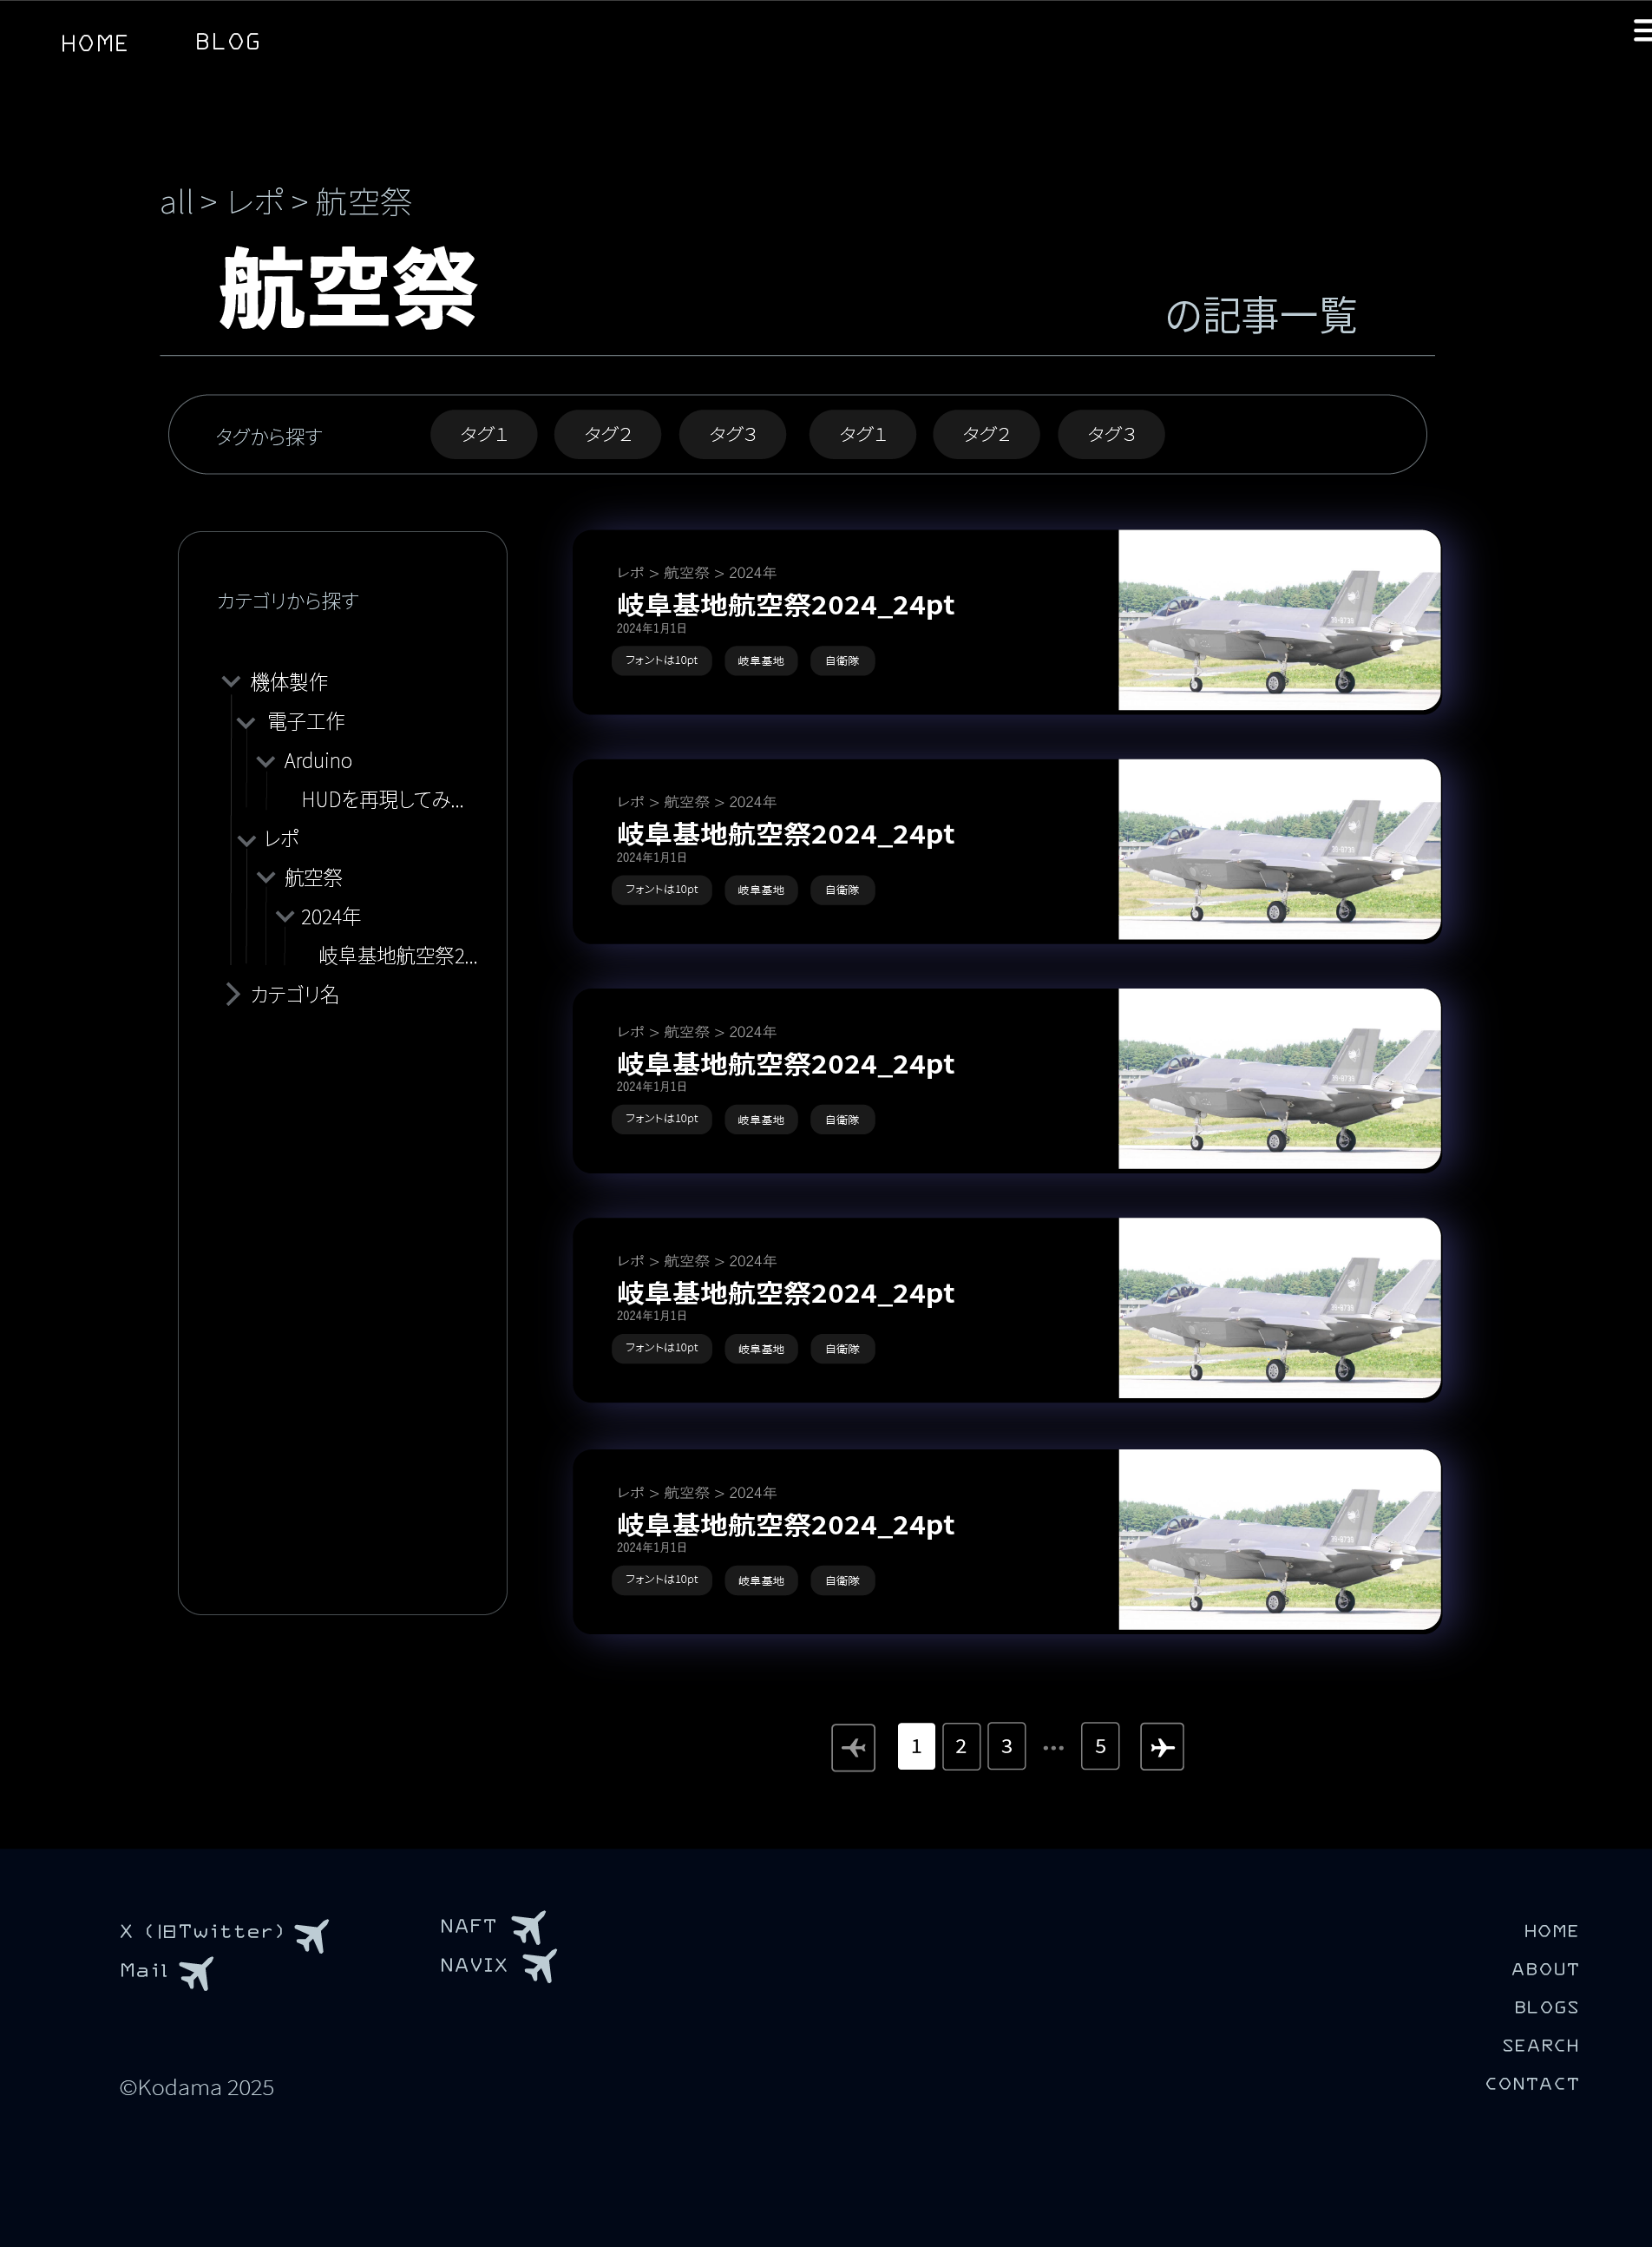 HOME BLOG
all > レポ > 航空祭
航空祭 の記事一覧
タグから探す タグ1 タグ2 タグ3 タグ1 タグ2 タグ3
カテゴリから探す
機体製作
電子工作
Arduino
HUDを再現してみ...
レポ
航空祭
2024年
岐阜基地航空祭2...
カテゴリ名
レポ > 航空祭 > 2024年
岐阜基地航空祭2024_24pt
2024年1月1日
フォントは10pt 岐阜基地 自衛隊
レポ > 航空祭 > 2024年
岐阜基地航空祭2024_24pt
2024年1月1日
フォントは10pt 岐阜基地 自衛隊
レポ > 航空祭 > 2024年
岐阜基地航空祭2024_24pt
2024年1月1日
フォントは10pt 岐阜基地 自衛隊
レポ > 航空祭 > 2024年
岐阜基地航空祭2024_24pt
2024年1月1日
フォントは10pt 岐阜基地 自衛隊
レポ > 航空祭 > 2024年
岐阜基地航空祭2024_24pt
2024年1月1日
フォントは10pt 岐阜基地 自衛隊
1 2 3 … 5
X (旧Twitter)
Mail
NAFT
NAVIX
©Kodama 2025
HOME
ABOUT
BLOGS
SEARCH
CONTACT